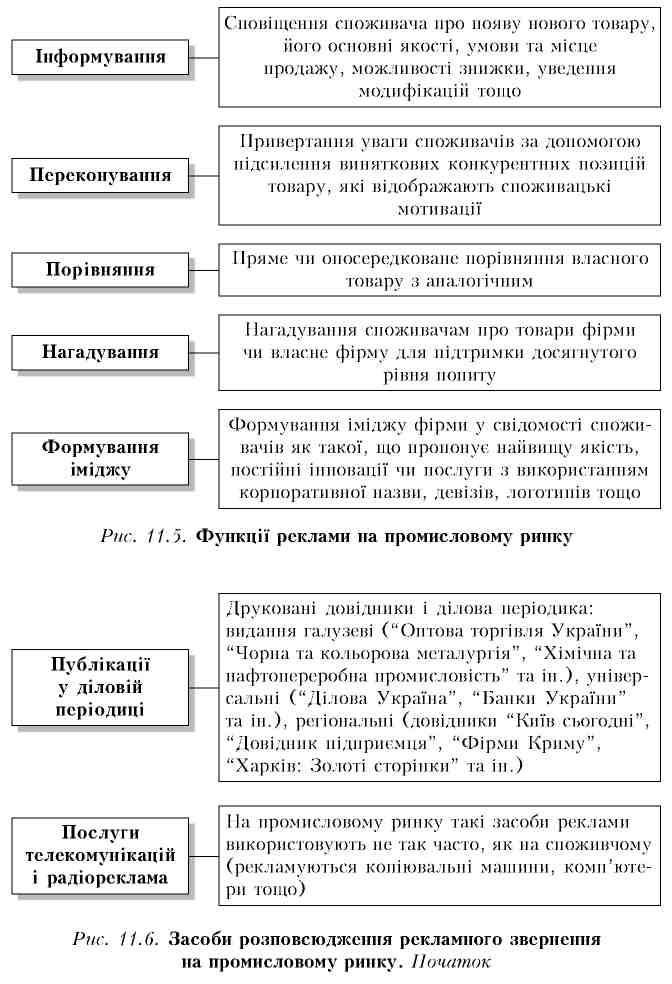 Інформування
Сповіщення споживача про появу нового товару,
його основні якості, умови та місце
продажу, можливості знижки, уведення
модифікацій тощо
Переконування
Привертання уваги споживачів за допомогою
підсилення виняткових конкурентних позицій
товару, які відображають споживацькі
мотивації
Порівняння
Пряме чи опосередковане порівняння власного
товару з аналогічним
Нагадування
Нагадування споживачам про товари фірми
чи власне фірму для підтримки досягнутого
рівня попиту
Формування
іміджу
Формування іміджу фірми у свідомості спожи-
вачів як такої, що пропонує найвищу якість,
постійні інновації чи послуги з використанням
корпоративної назви, девізів, логотипів тощо
Рис. 11.5. Функції реклами на промисловому ринку
Публікації
у діловій
періодиці
Друковані довідники і ділова періодика:
видання галузеві (“Оптова торгівля України”,
“Чорна та кольорова металургія”, “Хімічна та
нафтопереробна промисловість” та ін.), універ-
сальні (“Ділова Україна”, “Банки України”
та ін.), регіональні (довідники “Київ сьогодні”,
“Довідник підприємця”, “Фірми Криму”,
“Харків: Золоті сторінки” та ін.)
Послуги
телекомунікацій
і радіореклама
На промисловому ринку такі засоби реклами
використовують не так часто, як на споживчому
(рекламуються копіювальні машини, комп’юте-
ри тощо)
Рис. 11.6. Засоби розповсюдження рекламного звернення
на промисловому ринку. Початок